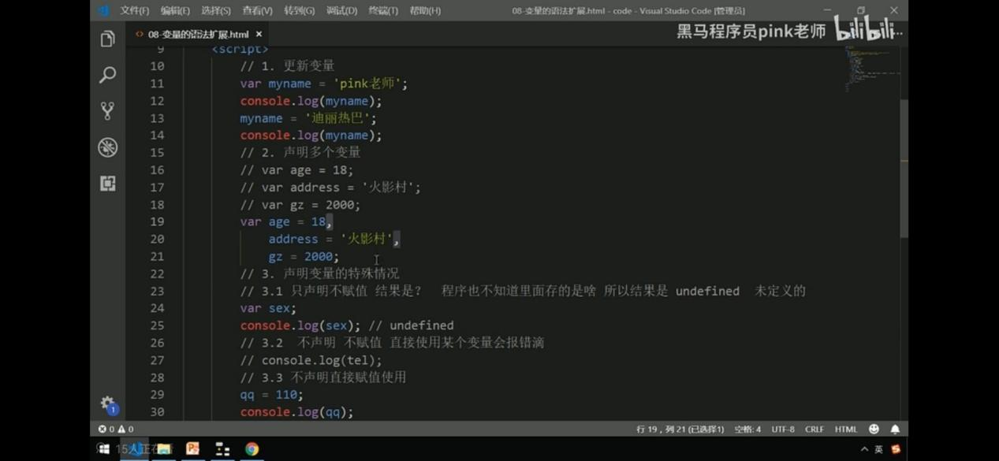 文件(F) 编辑(E) 选择(S) 查看(V) 转到(G) 调试(D) 终端(T) 帮助(H) 08-变量的语法扩展.html - code - Visual Studio Code [管理员]
08-变量的语法扩展.html ×
黑马程序员pink老师 bilibili
9 <script>
10 // 1. 更新变量
11 var myname = 'pink老师';
12 console.log(myname);
13 myname = '迪丽热巴';
14 console.log(myname);
15 // 2. 声明多个变量
16 // var age = 18;
17 // var address = '火影村';
18 // var gz = 2000;
19 var age = 18,
20 address = '火影村',
21 gz = 2000;
22 // 3. 声明变量的特殊情况
23 // 3.1 只声明不赋值 结果是? 程序也不知道里面存的是啥 所以结果是 undefined 未定义的
24 var sex;
25 console.log(sex); // undefined
26 // 3.2 不声明 不赋值 直接使用某个变量会报错滴
27 // console.log(tel);
28 // 3.3 不声明直接赋值使用
29 qq = 110;
30 console.log(qq);
1
0 0 行 19，列 21 (已选择1) 空格: 4 UTF-8 CRLF HTML
15人正在 英